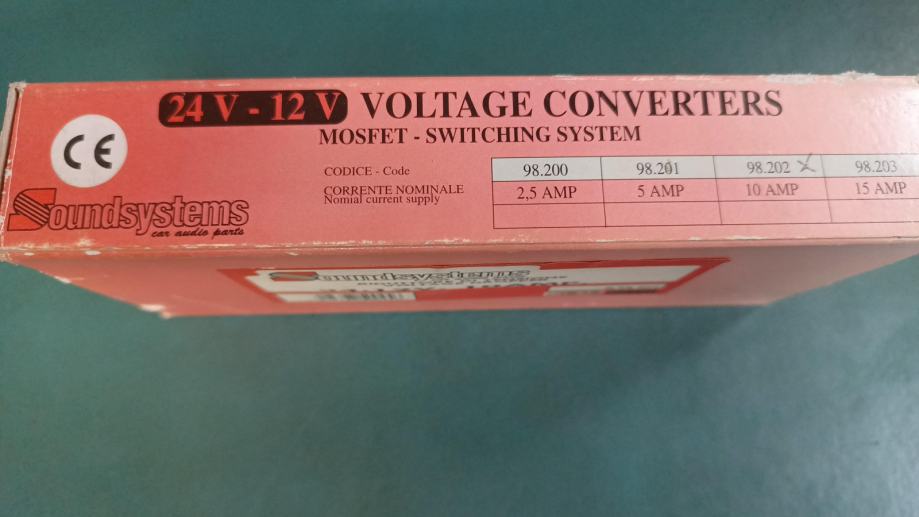 24 V - 12 V VOLTAGE CONVERTERS
MOSFET - SWITCHING SYSTEM
CE
CODICE - Code 98.200 98.201 98.202 X 98.203
CORRENTE NOMINALE 2,5 AMP 5 AMP 10 AMP 15 AMP
Nomial current supply
Soundsystems
car audio parts
Soundsystems